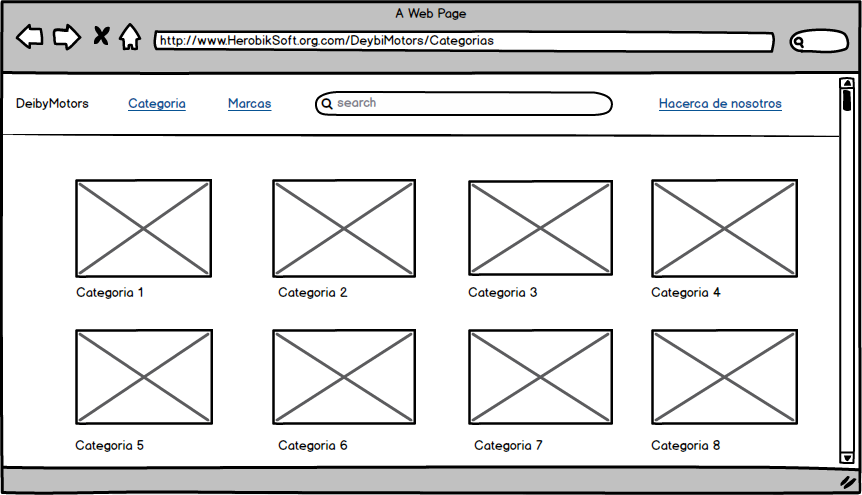 A Web Page
http://www.HerobikSoft.org.com/DeybiMotors/Categorias
DeibyMotors Categoria Marcas search Hacerca de nosotros
Categoria 1 Categoria 2 Categoria 3 Categoria 4
Categoria 5 Categoria 6 Categoria 7 Categoria 8